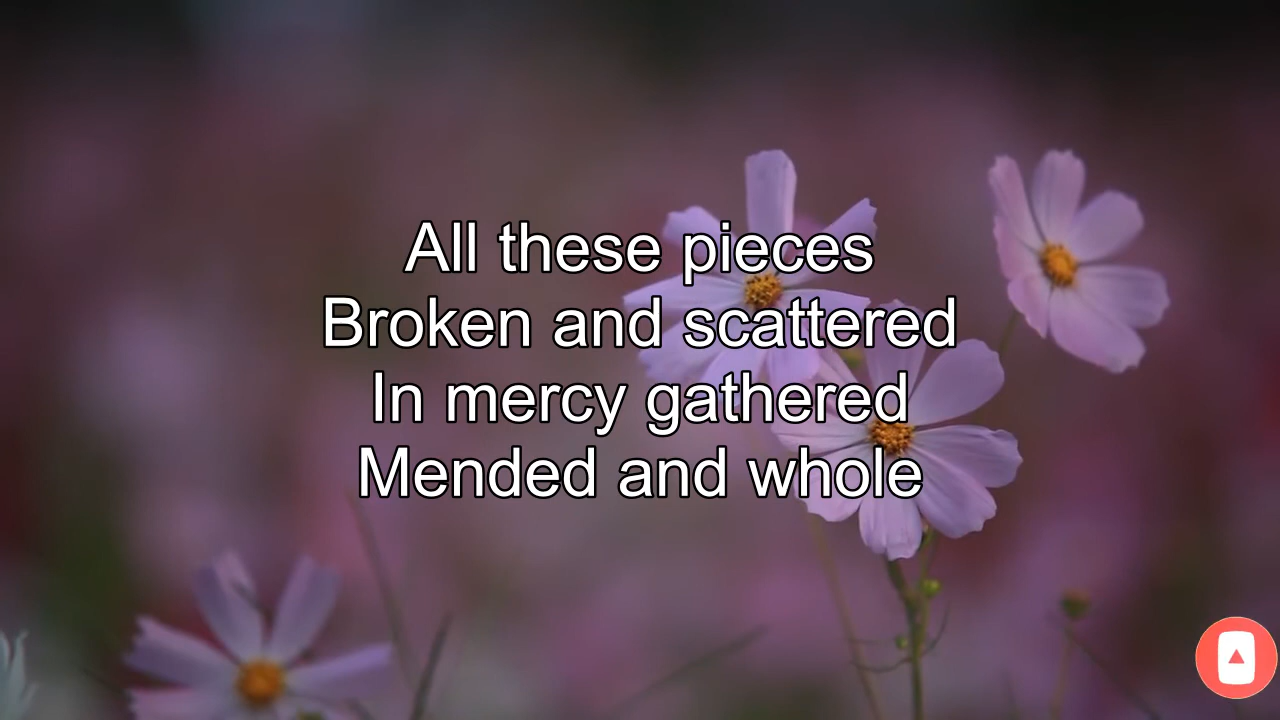 All these pieces
Broken and scattered
In mercy gathered
Mended and whole